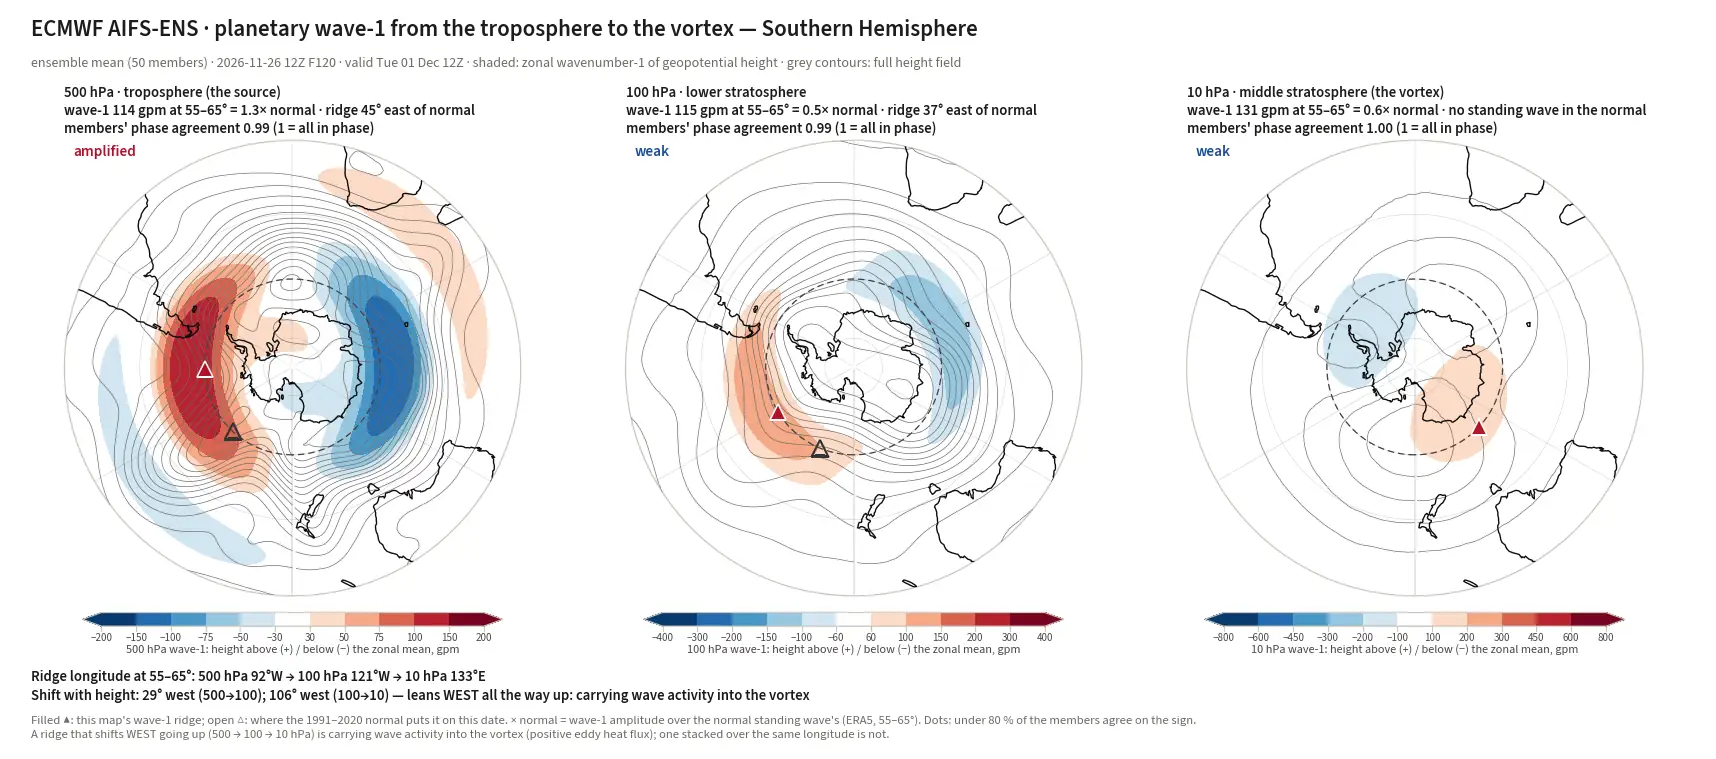 ECMWF AIFS-ENS · planetary wave-1 from the troposphere to the vortex — Southern Hemisphere
ensemble mean (50 members) · 2026-11-26 12Z F120 · valid Tue 01 Dec 12Z · shaded: zonal wavenumber-1 of geopotential height · grey contours: full height field
500 hPa · troposphere (the source)
wave-1 114 gpm at 55–65° = 1.3× normal · ridge 45° east of normal
members' phase agreement 0.99 (1 = all in phase)
amplified
100 hPa · lower stratosphere
wave-1 115 gpm at 55–65° = 0.5× normal · ridge 37° east of normal
members' phase agreement 0.99 (1 = all in phase)
weak
10 hPa · middle stratosphere (the vortex)
wave-1 131 gpm at 55–65° = 0.6× normal · no standing wave in the normal
members' phase agreement 1.00 (1 = all in phase)
weak
−200 −150 −100 −75 −50 −30 30 50 75 100 150 200
500 hPa wave-1: height above (+) / below (−) the zonal mean, gpm
−400 −300 −200 −150 −100 −60 60 100 150 200 300 400
100 hPa wave-1: height above (+) / below (−) the zonal mean, gpm
−800 −600 −450 −300 −200 −100 100 200 300 450 600 800
10 hPa wave-1: height above (+) / below (−) the zonal mean, gpm
Ridge longitude at 55–65°: 500 hPa 92°W → 100 hPa 121°W → 10 hPa 133°E
Shift with height: 29° west (500→100); 106° west (100→10) — leans WEST all the way up: carrying wave activity into the vortex
Filled ▲: this map's wave-1 ridge; open △: where the 1991–2020 normal puts it on this date. × normal = wave-1 amplitude over the normal standing wave's (ERA5, 55–65°). Dots: under 80 % of the members agree on the sign.
A ridge that shifts WEST going up (500 → 100 → 10 hPa) is carrying wave activity into the vortex (positive eddy heat flux); one stacked over the same longitude is not.